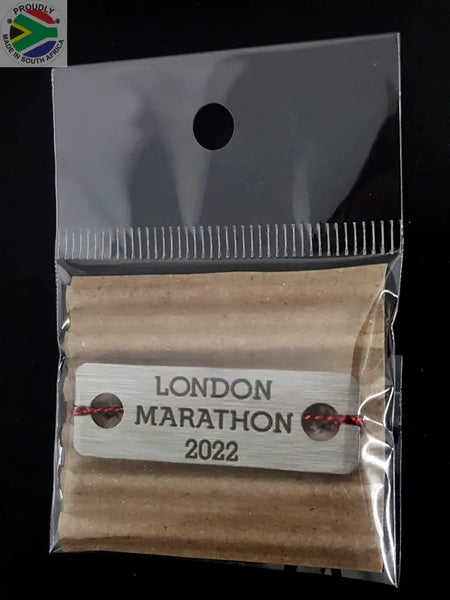 PROUDLY
MADE IN SOUTH AFRICA
LONDON
MARATHON
2022